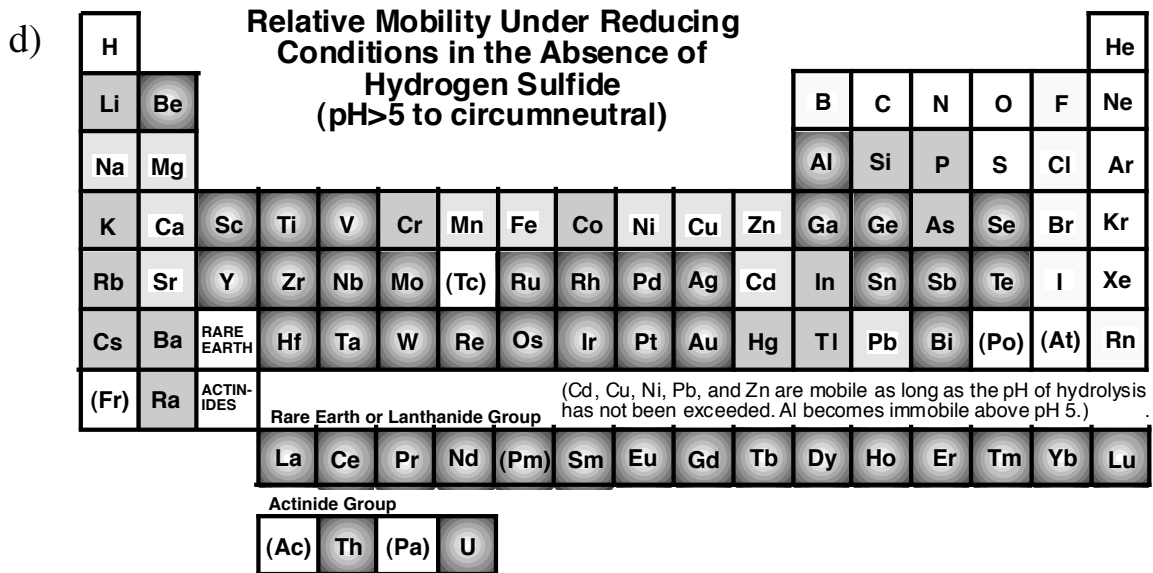 d)
Relative Mobility Under Reducing
Conditions in the Absence of
Hydrogen Sulfide
(pH>5 to circumneutral)
H He
Li Be B C N O F Ne
Na Mg Al Si P S Cl Ar
K Ca Sc Ti V Cr Mn Fe Co Ni Cu Zn Ga Ge As Se Br Kr
Rb Sr Y Zr Nb Mo (Tc) Ru Rh Pd Ag Cd In Sn Sb Te I Xe
Cs Ba RARE EARTH Hf Ta W Re Os Ir Pt Au Hg Tl Pb Bi (Po) (At) Rn
(Fr) Ra ACTIN-IDES
(Cd, Cu, Ni, Pb, and Zn are mobile as long as the pH of hydrolysis
has not been exceeded. Al becomes immobile above pH 5.) .
Rare Earth or Lanthanide Group
La Ce Pr Nd (Pm) Sm Eu Gd Tb Dy Ho Er Tm Yb Lu
Actinide Group
(Ac) Th (Pa) U